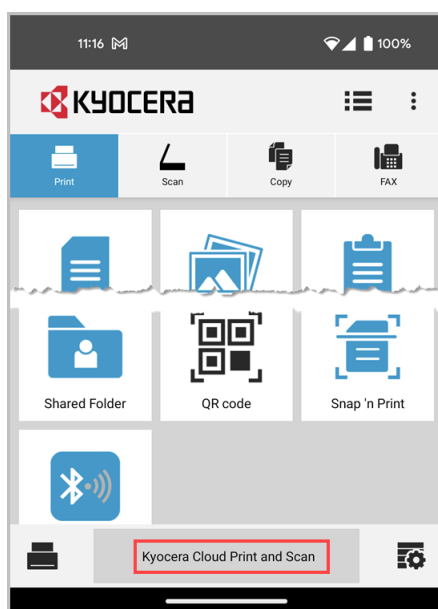 11:16 100%
KYOCERA
Print Scan Copy FAX
Shared Folder QR code Snap 'n Print
Kyocera Cloud Print and Scan